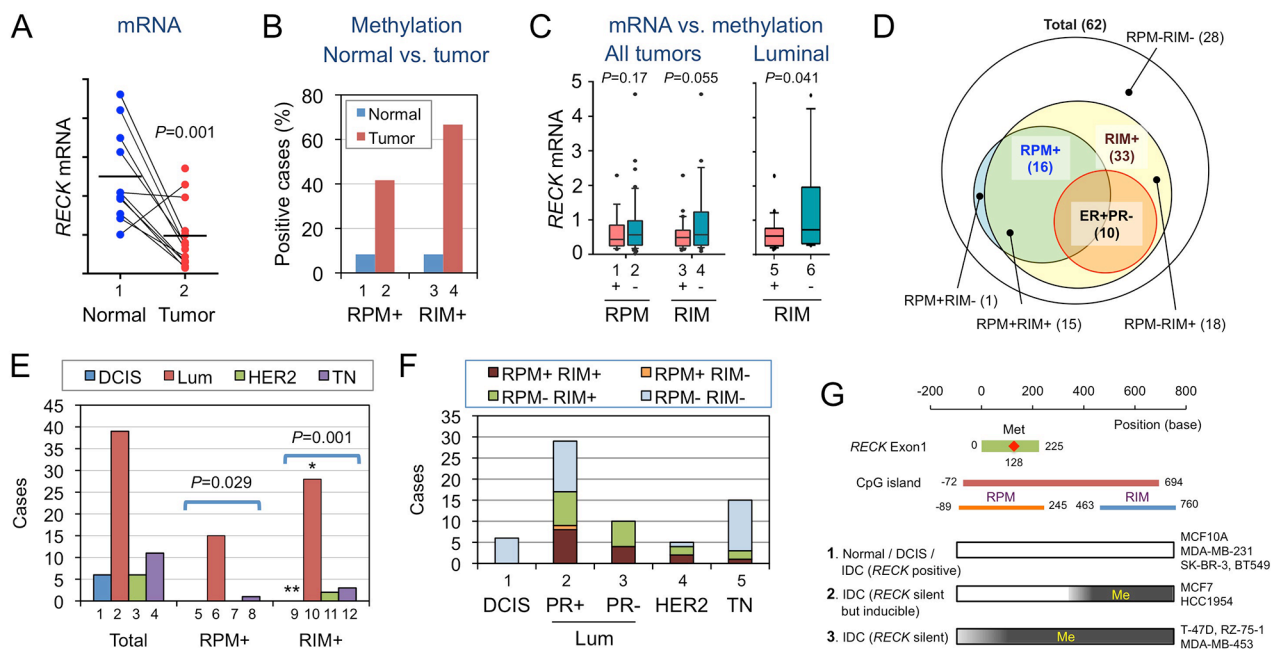 A
mRNA
RECK mRNA
P=0.001
1
2
Normal
Tumor
B
Methylation
Normal vs. tumor
Positive cases (%)
80
60
40
20
0
Normal
Tumor
1 2
3 4
RPM+
RIM+
C
mRNA vs. methylation
All tumors
Luminal
P=0.17
P=0.055
P=0.041
RECK mRNA
5
4
3
2
1
0
1 2
3 4
5 6
+ -
+ -
+ -
RPM
RIM
RIM
D
Total (62)
RPM-RIM- (28)
RPM+
(16)
RIM+
(33)
ER+PR-
(10)
RPM+RIM- (1)
RPM+RIM+ (15)
RPM-RIM+ (18)
E
DCIS
Lum
HER2
TN
Cases
45
40
35
30
25
20
15
10
5
0
P=0.029
P=0.001
*
**
1 2 3 4
5 6 7 8
9 10 11 12
Total
RPM+
RIM+
F
RPM+ RIM+
RPM+ RIM-
RPM- RIM+
RPM- RIM-
Cases
35
30
25
20
15
10
5
0
1
2
3
4
5
DCIS
PR+
PR-
HER2
TN
Lum
G
-200
0
200
400
600
800
Position (base)
Met
RECK Exon1
0
225
128
CpG island
-72
694
RPM
RIM
-89
245
463
760
1. Normal / DCIS /
IDC (RECK positive)
MCF10A
MDA-MB-231
SK-BR-3, BT549
2. IDC (RECK silent
but inducible)
Me
MCF7
HCC1954
3. IDC (RECK silent)
Me
T-47D, RZ-75-1
MDA-MB-453